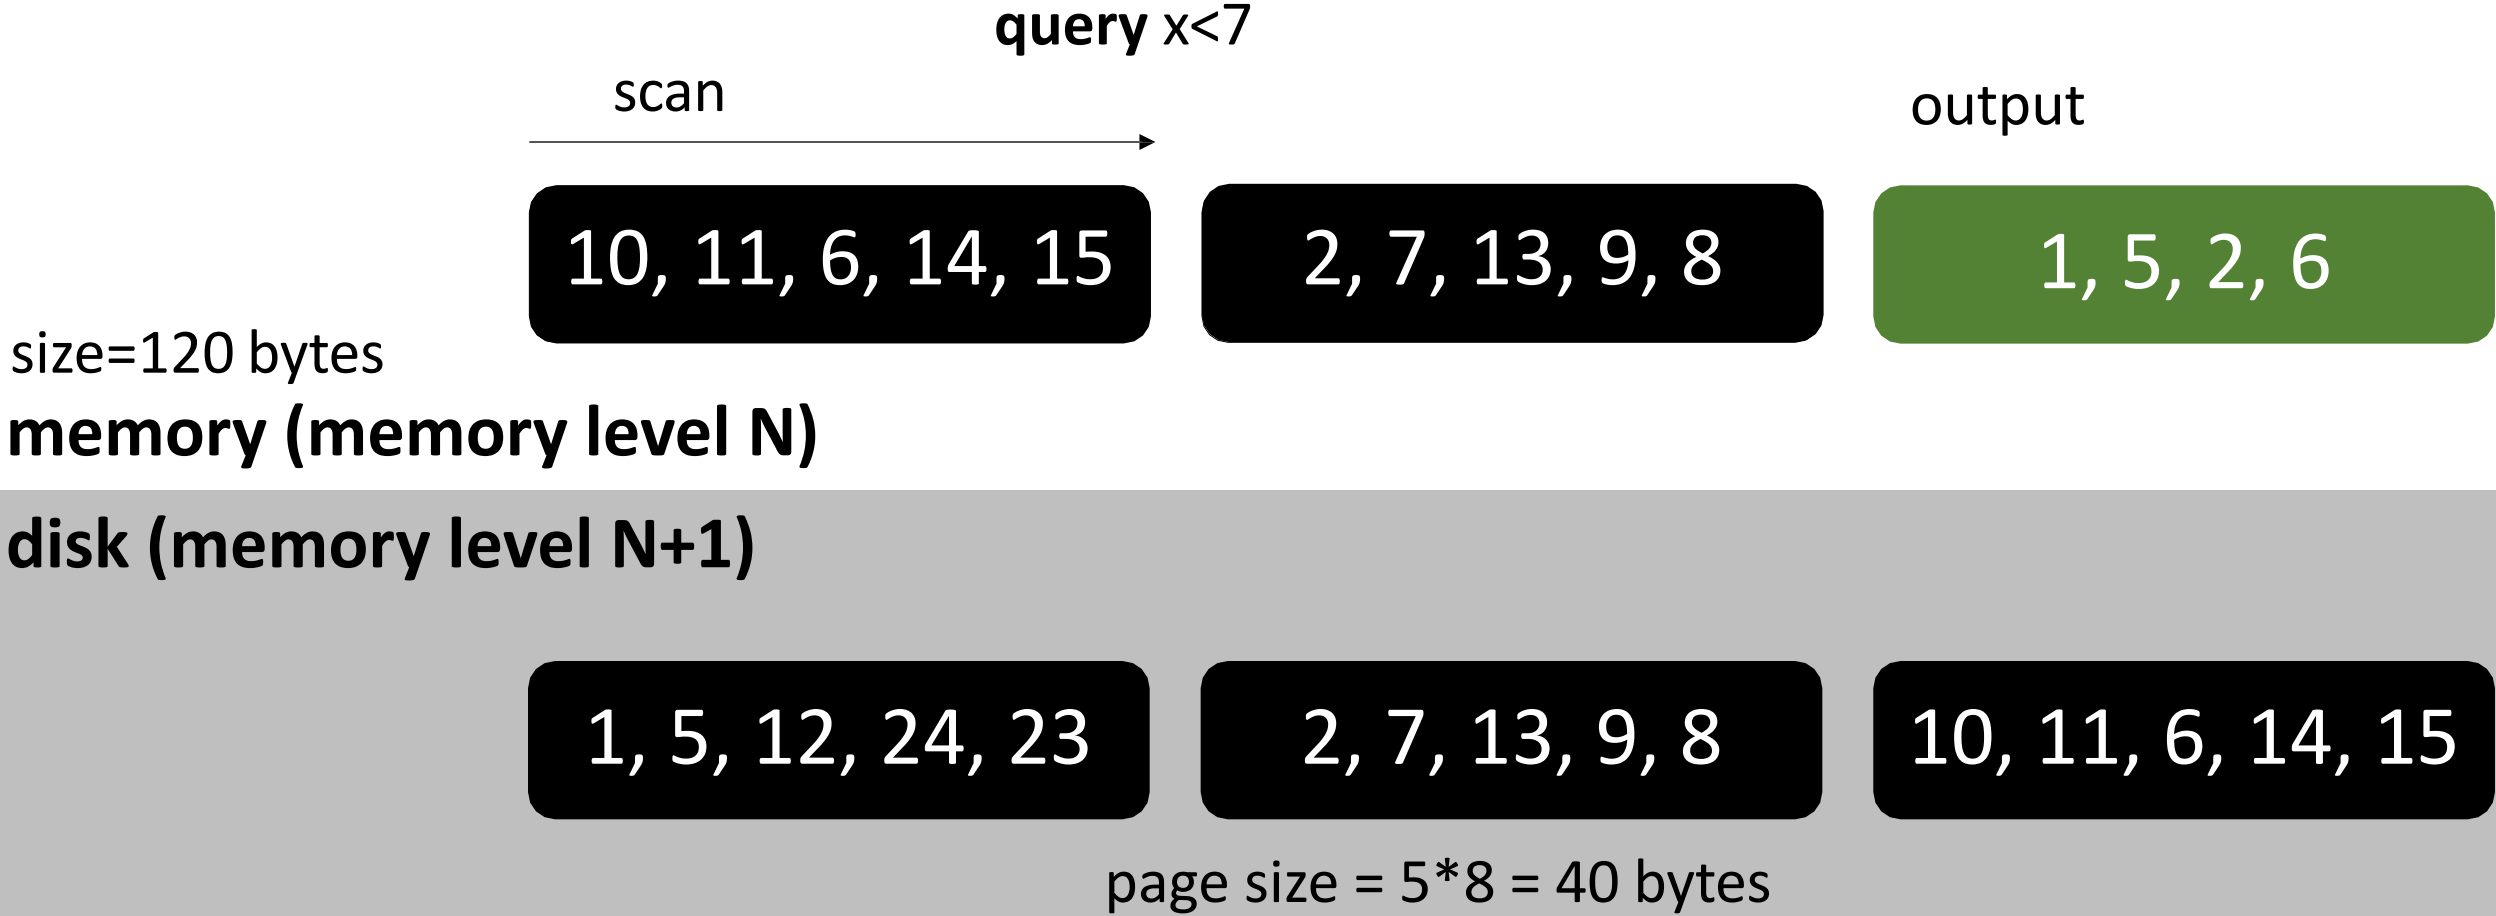 query x<7
scan
output
10, 11, 6, 14, 15
2, 7, 13, 9, 8
1, 5, 2, 6
size=120 bytes
memory (memory level N)
disk (memory level N+1)
1, 5, 12, 24, 23
2, 7, 13, 9, 8
10, 11, 6, 14, 15
page size = 5*8 = 40 bytes